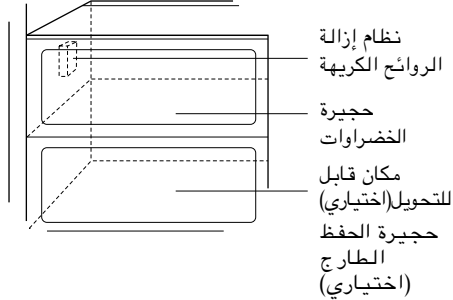 نظام إزالة
الروائح الكريهة
حجيرة
الخضراوات
مكان قابل
للتحويل(اختياري)
حجيرة الحفظ
الطارج
(اختياري)